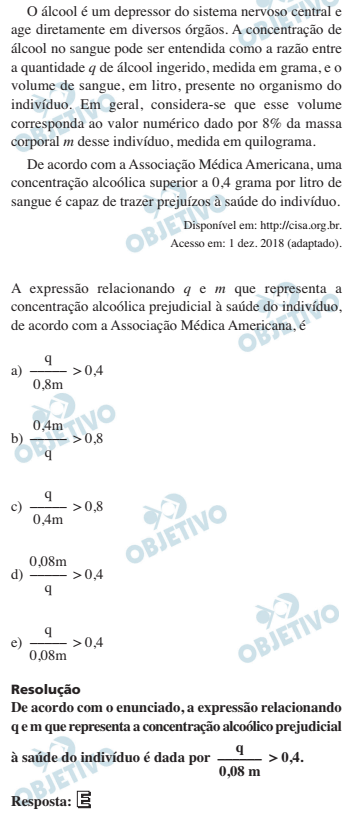 O álcool é um depressor do sistema nervoso central e
age diretamente em diversos órgãos. A concentração de
álcool no sangue pode ser entendida como a razão entre
a quantidade q de álcool ingerido, medida em grama, e o
volume de sangue, em litro, presente no organismo do
indivíduo. Em geral, considera-se que esse volume
corresponda ao valor numérico dado por 8% da massa
corporal m desse indivíduo, medida em quilograma.
De acordo com a Associação Médica Americana, uma
concentração alcoólica superior a 0,4 grama por litro de
sangue é capaz de trazer prejuízos à saúde do indivíduo.
Disponível em: http://cisa.org.br.
Acesso em: 1 dez. 2018 (adaptado).
A expressão relacionando q e m que representa a
concentração alcoólica prejudicial à saúde do indivíduo,
de acordo com a Associação Médica Americana, é
a) q/0,8m > 0,4
b) 0,4m/q > 0,8
c) q/0,4m > 0,8
d) 0,08m/q > 0,4
e) q/0,08m > 0,4
Resolução
De acordo com o enunciado, a expressão relacionando
q e m que representa a concentração alcoólico prejudicial
à saúde do indivíduo é dada por q/0,08 m > 0,4.
Resposta: E
OBJETIVO
OBJETIVO
OBJETIVO
OBJETIVO
OBJETIVO
OBJETIVO
OBJETIVO
OBJETIVO